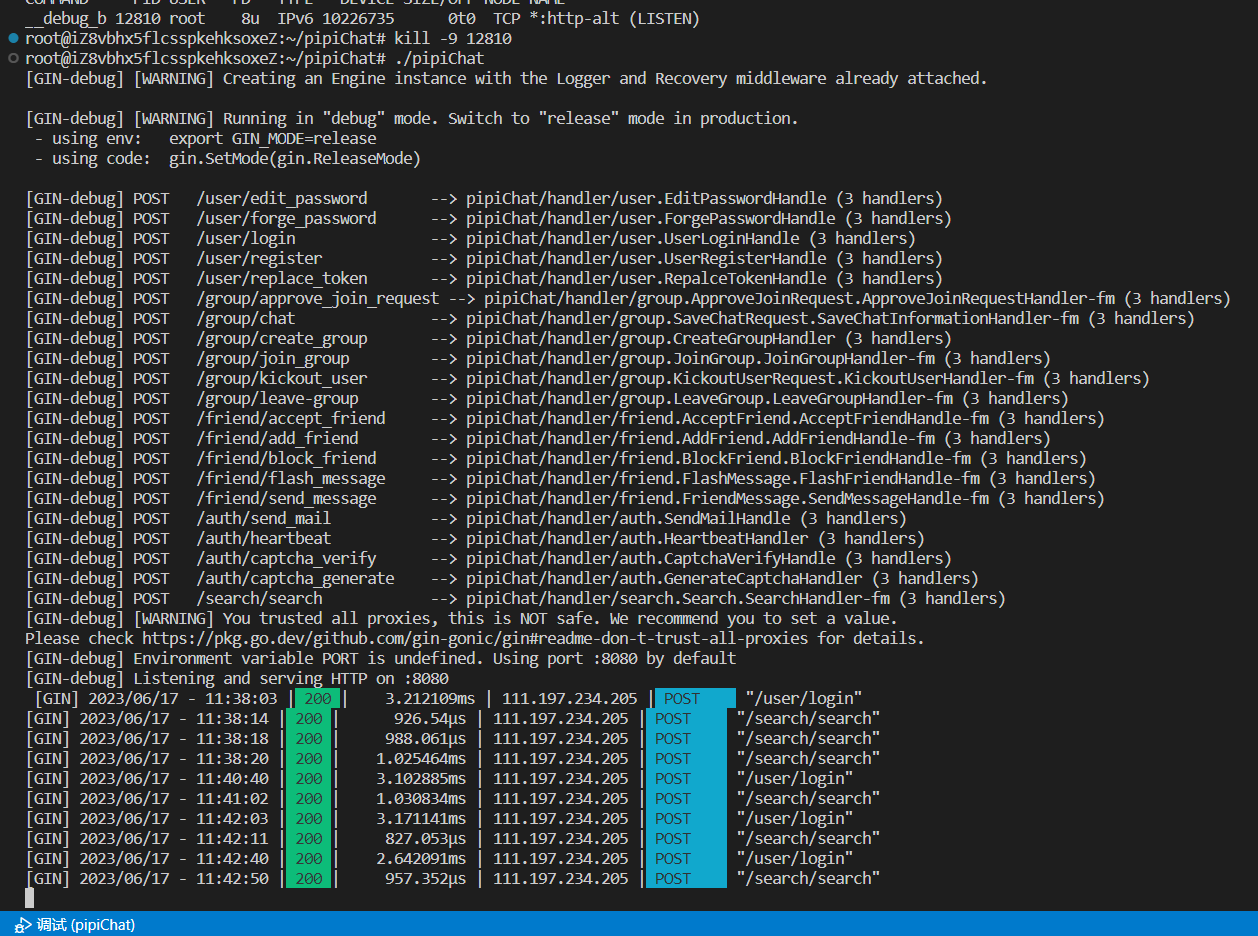 __debug_b 12810 root    8u  IPv6 10226735      0t0  TCP *:http-alt (LISTEN)
root@iZ8vbhx5flcsspkehksoxeZ:~/pipiChat# kill -9 12810
root@iZ8vbhx5flcsspkehksoxeZ:~/pipiChat# ./pipiChat
[GIN-debug] [WARNING] Creating an Engine instance with the Logger and Recovery middleware already attached.
[GIN-debug] [WARNING] Running in "debug" mode. Switch to "release" mode in production.
 - using env:   export GIN_MODE=release
 - using code:  gin.SetMode(gin.ReleaseMode)
[GIN-debug] POST   /user/edit_password       --> pipiChat/handler/user.EditPasswordHandle (3 handlers)
[GIN-debug] POST   /user/forge_password      --> pipiChat/handler/user.ForgePasswordHandle (3 handlers)
[GIN-debug] POST   /user/login               --> pipiChat/handler/user.UserLoginHandle (3 handlers)
[GIN-debug] POST   /user/register            --> pipiChat/handler/user.UserRegisterHandle (3 handlers)
[GIN-debug] POST   /user/replace_token       --> pipiChat/handler/user.RepalceTokenHandle (3 handlers)
[GIN-debug] POST   /group/approve_join_request --> pipiChat/handler/group.ApproveJoinRequest.ApproveJoinRequestHandler-fm (3 handlers)
[GIN-debug] POST   /group/chat               --> pipiChat/handler/group.SaveChatRequest.SaveChatInformationHandler-fm (3 handlers)
[GIN-debug] POST   /group/create_group       --> pipiChat/handler/group.CreateGroupHandler (3 handlers)
[GIN-debug] POST   /group/join_group         --> pipiChat/handler/group.JoinGroup.JoinGroupHandler-fm (3 handlers)
[GIN-debug] POST   /group/kickout_user       --> pipiChat/handler/group.KickoutUserRequest.KickoutUserHandler-fm (3 handlers)
[GIN-debug] POST   /group/leave-group        --> pipiChat/handler/group.LeaveGroup.LeaveGroupHandler-fm (3 handlers)
[GIN-debug] POST   /friend/accept_friend     --> pipiChat/handler/friend.AcceptFriend.AcceptFriendHandle-fm (3 handlers)
[GIN-debug] POST   /friend/add_friend        --> pipiChat/handler/friend.AddFriend.AddFriendHandle-fm (3 handlers)
[GIN-debug] POST   /friend/block_friend      --> pipiChat/handler/friend.BlockFriend.BlockFriendHandle-fm (3 handlers)
[GIN-debug] POST   /friend/flash_message     --> pipiChat/handler/friend.FlashMessage.FlashFriendHandle-fm (3 handlers)
[GIN-debug] POST   /friend/send_message      --> pipiChat/handler/friend.FriendMessage.SendMessageHandle-fm (3 handlers)
[GIN-debug] POST   /auth/send_mail           --> pipiChat/handler/auth.SendMailHandle (3 handlers)
[GIN-debug] POST   /auth/heartbeat           --> pipiChat/handler/auth.HeartbeatHandler (3 handlers)
[GIN-debug] POST   /auth/captcha_verify      --> pipiChat/handler/auth.CaptchaVerifyHandle (3 handlers)
[GIN-debug] POST   /auth/captcha_generate    --> pipiChat/handler/auth.GenerateCaptchaHandler (3 handlers)
[GIN-debug] POST   /search/search            --> pipiChat/handler/search.Search.SearchHandler-fm (3 handlers)
[GIN-debug] [WARNING] You trusted all proxies, this is NOT safe. We recommend you to set a value.
Please check https://pkg.go.dev/github.com/gin-gonic/gin#readme-don-t-trust-all-proxies for details.
[GIN-debug] Environment variable PORT is undefined. Using port :8080 by default
[GIN-debug] Listening and serving HTTP on :8080
[GIN] 2023/06/17 - 11:38:03 | 200 |    3.212109ms | 111.197.234.205 | POST     "/user/login"
[GIN] 2023/06/17 - 11:38:14 | 200 |      926.54µs | 111.197.234.205 | POST     "/search/search"
[GIN] 2023/06/17 - 11:38:18 | 200 |     988.061µs | 111.197.234.205 | POST     "/search/search"
[GIN] 2023/06/17 - 11:38:20 | 200 |    1.025464ms | 111.197.234.205 | POST     "/search/search"
[GIN] 2023/06/17 - 11:40:40 | 200 |    3.102885ms | 111.197.234.205 | POST     "/user/login"
[GIN] 2023/06/17 - 11:41:02 | 200 |    1.030834ms | 111.197.234.205 | POST     "/search/search"
[GIN] 2023/06/17 - 11:42:03 | 200 |    3.171141ms | 111.197.234.205 | POST     "/user/login"
[GIN] 2023/06/17 - 11:42:11 | 200 |     827.053µs | 111.197.234.205 | POST     "/search/search"
[GIN] 2023/06/17 - 11:42:40 | 200 |    2.642091ms | 111.197.234.205 | POST     "/user/login"
[GIN] 2023/06/17 - 11:42:50 | 200 |     957.352µs | 111.197.234.205 | POST     "/search/search"
调试 (pipiChat)